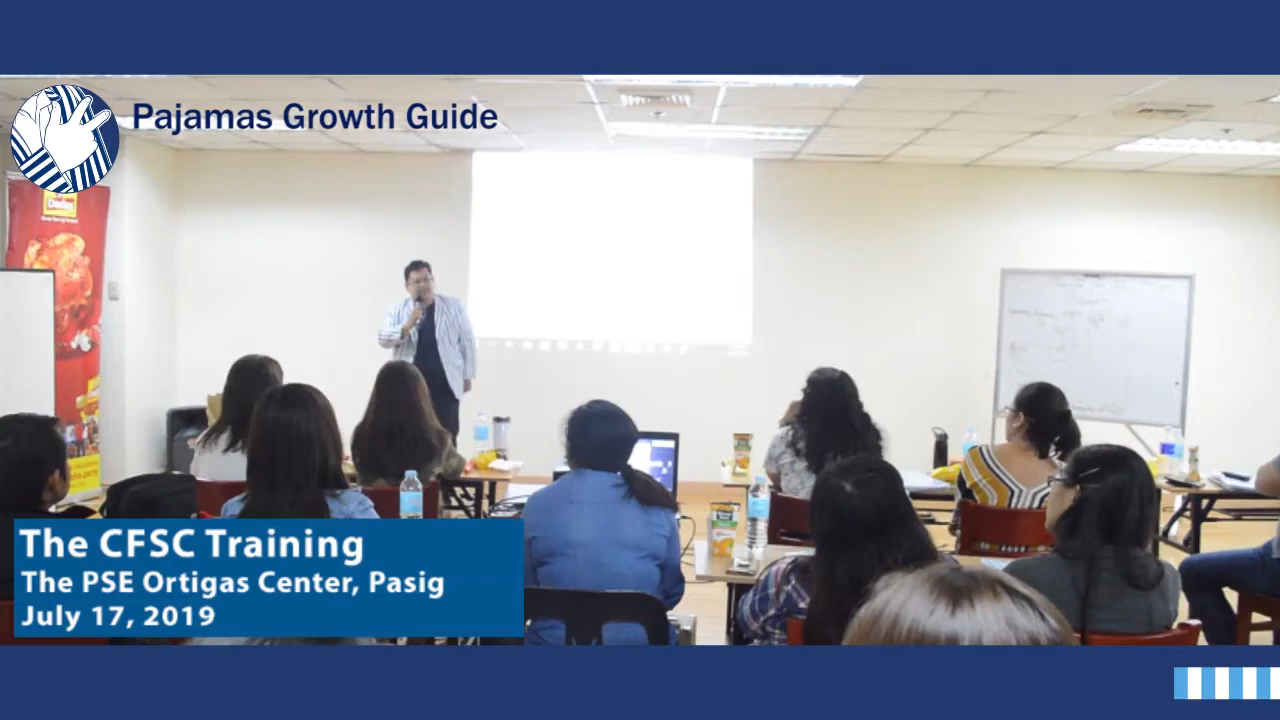 Pajamas Growth Guide
The CFSC Training
The PSE Ortigas Center, Pasig
July 17, 2019